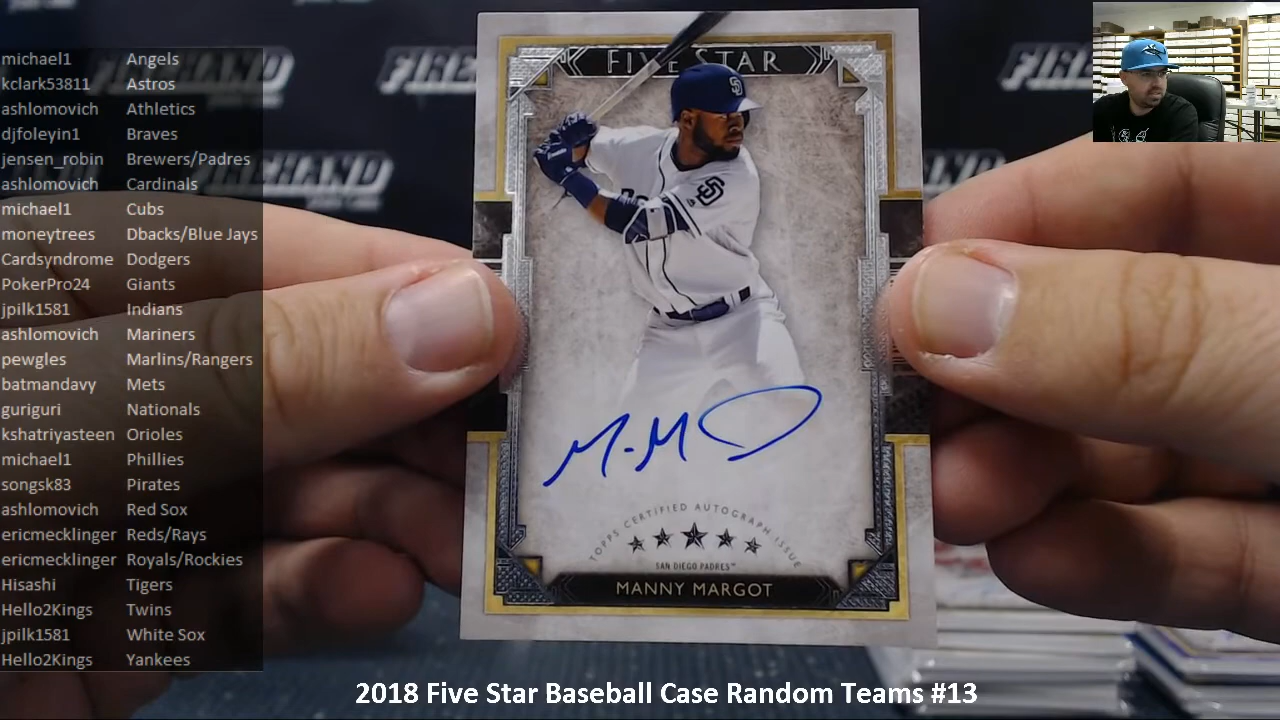 michael1 Angels
kclark53811 Astros
ashlomovich Athletics
djfoleyin1 Braves
jensen_robin Brewers/Padres
ashlomovich Cardinals
michael1 Cubs
moneytrees Dbacks/Blue Jays
Cardsyndrome Dodgers
PokerPro24 Giants
jpilk1581 Indians
ashlomovich Mariners
pewgles Marlins/Rangers
batmandavy Mets
guriguri Nationals
kshatriyasteen Orioles
michael1 Phillies
songsk83 Pirates
ashlomovich Red Sox
ericmecklinger Reds/Rays
ericmecklinger Royals/Rockies
Hisashi Tigers
Hello2Kings Twins
jpilk1581 White Sox
Hello2Kings Yankees
FIVE STAR
SD
SD
M-M
TOPPS CERTIFIED AUTOGRAPH ISSUE
SAN DIEGO PADRES™
MANNY MARGOT
FIREHAND
2018 Five Star Baseball Case Random Teams #13